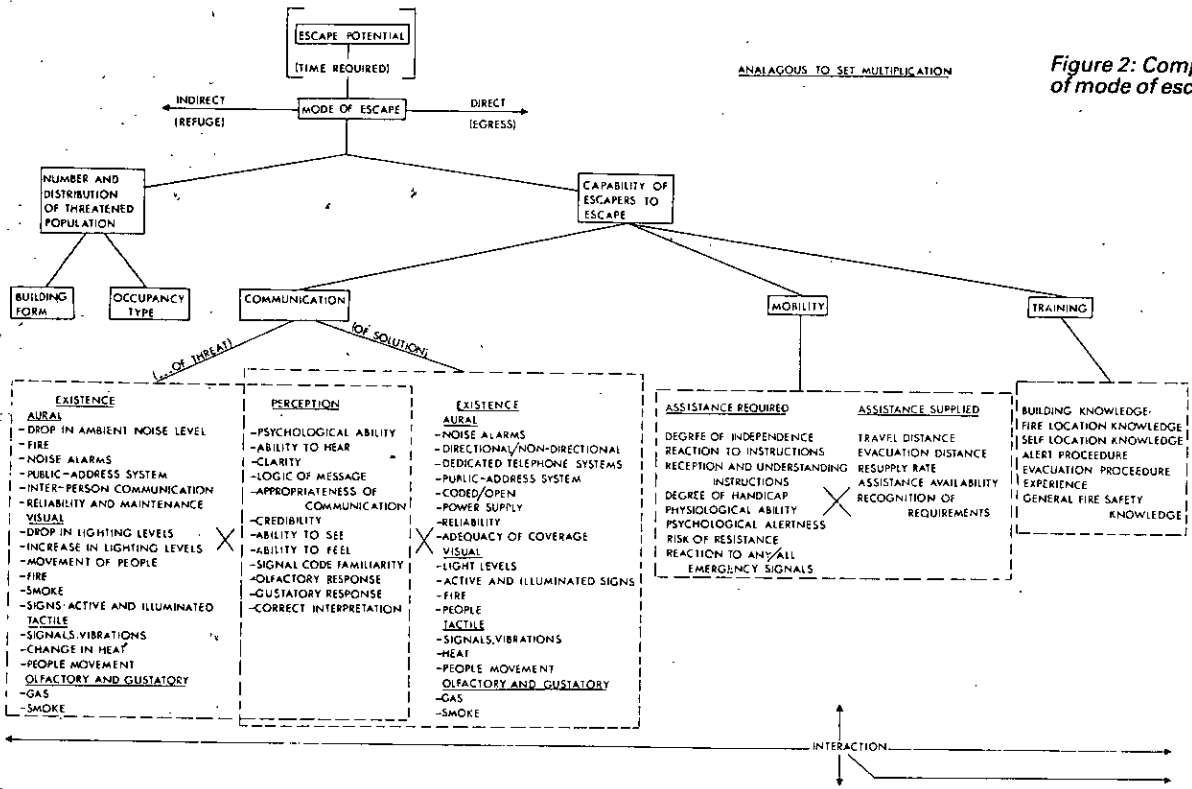 ESCAPE POTENTIAL
(TIME REQUIRED)
ANALAGOUS TO SET MULTIPLICATION
Figure 2: Comp
of mode of esc
INDIRECT
(REFUGE)
MODE OF ESCAPE
DIRECT
(EGRESS)
NUMBER AND
DISTRIBUTION
OF THREATENED
POPULATION
CAPABILITY OF
ESCAPERS TO
ESCAPE
BUILDING
FORM
OCCUPANCY
TYPE
COMMUNICATION
MOBILITY
TRAINING
(...OF THREAT)
(OF SOLUTION)
EXISTENCE
AURAL
-DROP IN AMBIENT NOISE LEVEL
-FIRE
-NOISE ALARMS
-PUBLIC-ADDRESS SYSTEM
-INTER-PERSON COMMUNICATION
-RELIABILITY AND MAINTENANCE
VISUAL
-DROP IN LIGHTING LEVELS
-INCREASE IN LIGHTING LEVELS
-MOVEMENT OF PEOPLE
-FIRE
-SMOKE
-SIGNS·ACTIVE AND ILLUMINATED
TACTILE
-SIGNALS,VIBRATIONS
-CHANGE IN HEAT
-PEOPLE MOVEMENT
OLFACTORY AND GUSTATORY
-GAS
-SMOKE
PERCEPTION
-PSYCHOLOGICAL ABILITY
-ABILITY TO HEAR
-CLARITY
-LOGIC OF MESSAGE
-APPROPRIATENESS OF
COMMUNICATION
-CREDIBILITY
-ABILITY TO SEE
-ABILITY TO FEEL
-SIGNAL CODE FAMILIARITY
-OLFACTORY RESPONSE
-GUSTATORY RESPONSE
-CORRECT INTERPRETATION
EXISTENCE
AURAL
-NOISE ALARMS
-DIRECTIONAL/NON-DIRECTIONAL
-DEDICATED TELEPHONE SYSTEMS
-PUBLIC-ADDRESS SYSTEM
-CODED/OPEN
-POWER SUPPLY
-RELIABILITY
-ADEQUACY OF COVERAGE
VISUAL
-LIGHT LEVELS
-ACTIVE AND ILLUMINATED SIGNS
-FIRE
-PEOPLE
TACTILE
-SIGNALS,VIBRATIONS
-HEAT
-PEOPLE MOVEMENT
OLFACTORY AND GUSTATORY
-GAS
-SMOKE
ASSISTANCE REQUIRED
DEGREE OF INDEPENDENCE
REACTION TO INSTRUCTIONS
RECEPTION AND UNDERSTANDING
INSTRUCTIONS
DEGREE OF HANDICAP
PHYSIOLOGICAL ABILITY
PSYCHOLOGICAL ALERTNESS
RISK OF RESISTANCE
REACTION TO ANY/ALL
EMERGENCY SIGNALS
ASSISTANCE SUPPLIED
TRAVEL DISTANCE
EVACUATION DISTANCE
RESUPPLY RATE
ASSISTANCE AVAILABILITY
RECOGNITION OF
REQUIREMENTS
BUILDING KNOWLEDGE·
FIRE LOCATION KNOWLEDGE
SELF LOCATION KNOWLEDGE
ALERT PROCEEDURE
EVACUATION PROCEEDURE
EXPERIENCE
GENERAL FIRE SAFETY
KNOWLEDGE
INTERACTION